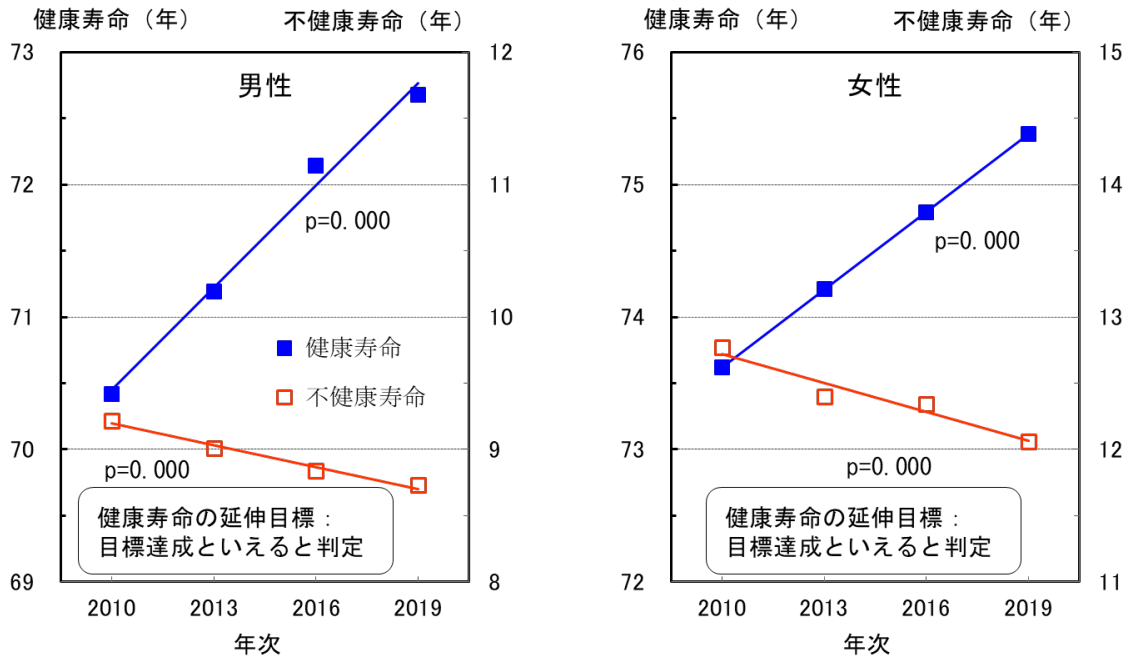 健康寿命（年）
不健康寿命（年）
73
72
71
70
69
12
11
10
9
8
男性
p=0.000
健康寿命
不健康寿命
p=0.000
健康寿命の延伸目標：
目標達成といえると判定
2010 2013 2016 2019
年次
健康寿命（年）
不健康寿命（年）
76
75
74
73
72
15
14
13
12
11
女性
p=0.000
p=0.000
健康寿命の延伸目標：
目標達成といえると判定
2010 2013 2016 2019
年次